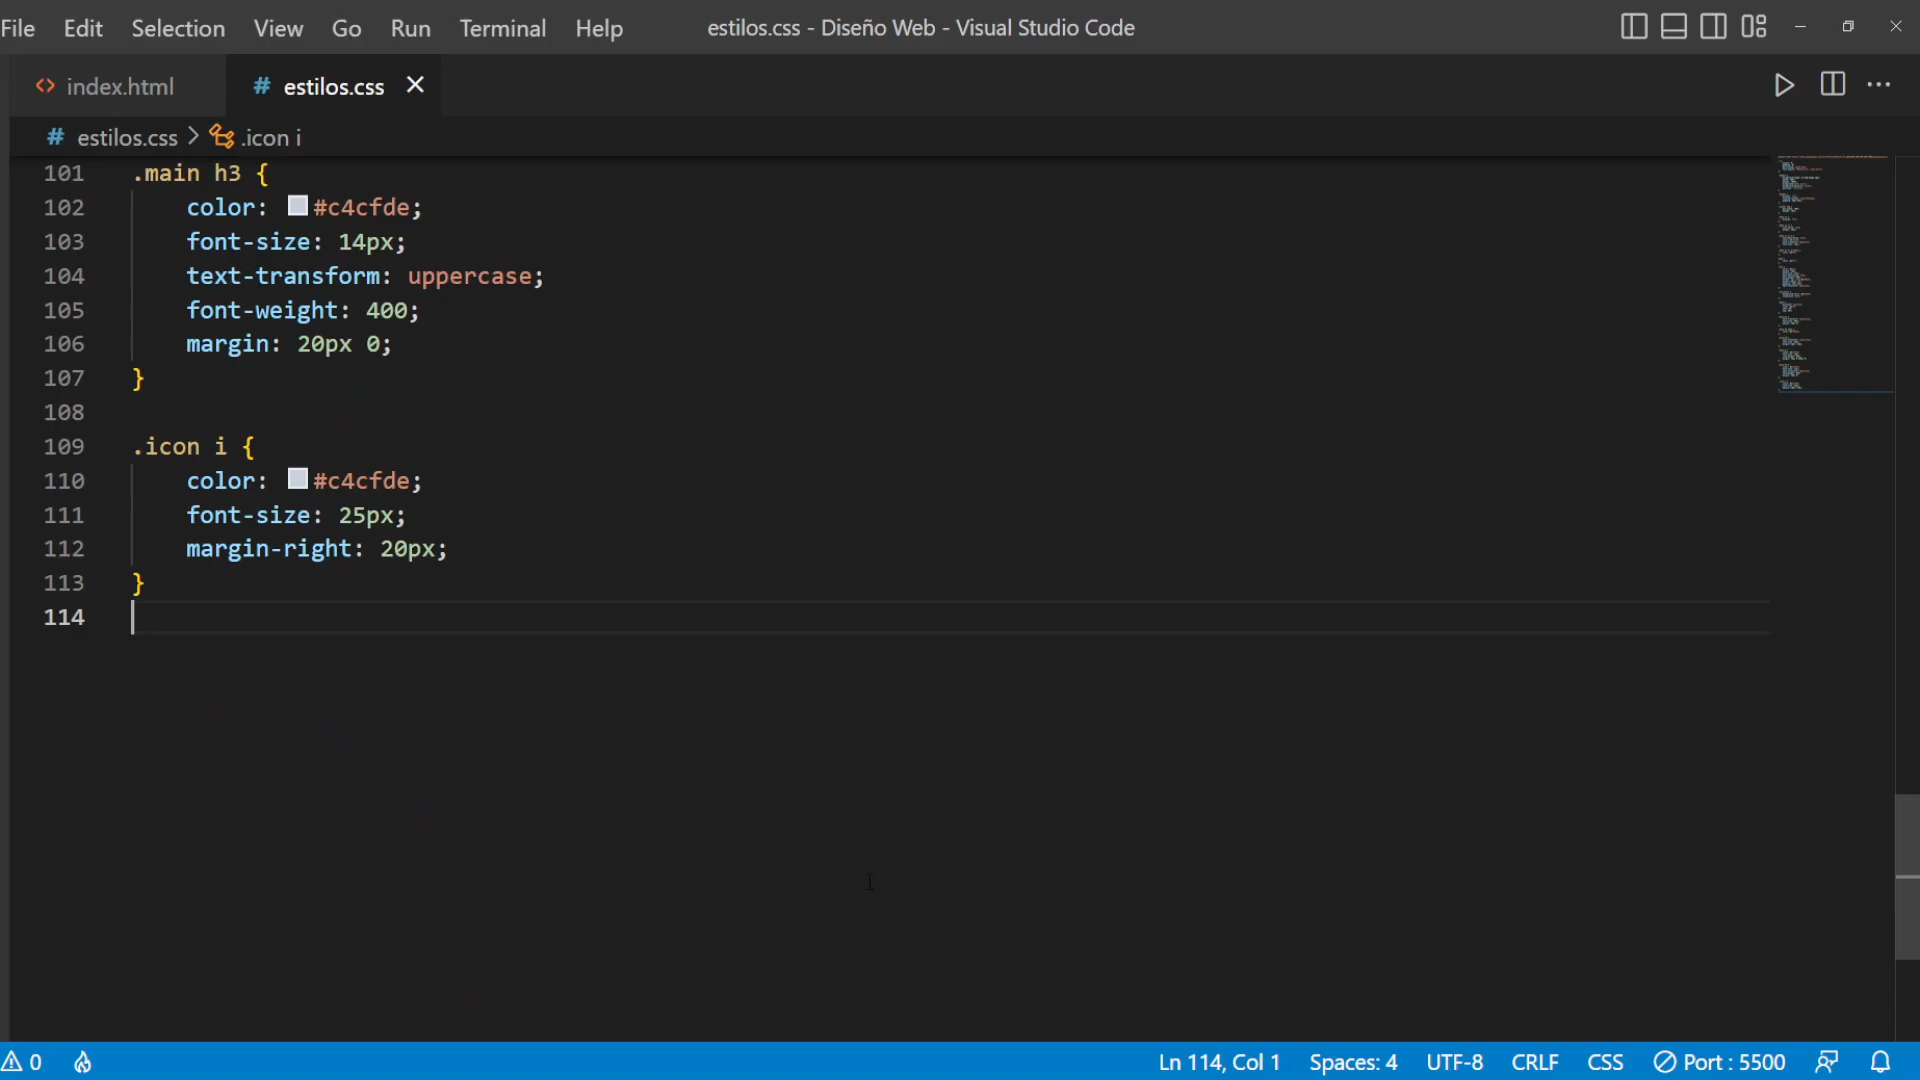 File Edit Selection View Go Run Terminal Help estilos.css - Diseño Web - Visual Studio Code
index.html # estilos.css
# estilos.css > .icon i
101 .main h3 {
102 color: #c4cfde;
103 font-size: 14px;
104 text-transform: uppercase;
105 font-weight: 400;
106 margin: 20px 0;
107 }
108
109 .icon i {
110 color: #c4cfde;
111 font-size: 25px;
112 margin-right: 20px;
113 }
114
0 Ln 114, Col 1 Spaces: 4 UTF-8 CRLF CSS Port : 5500